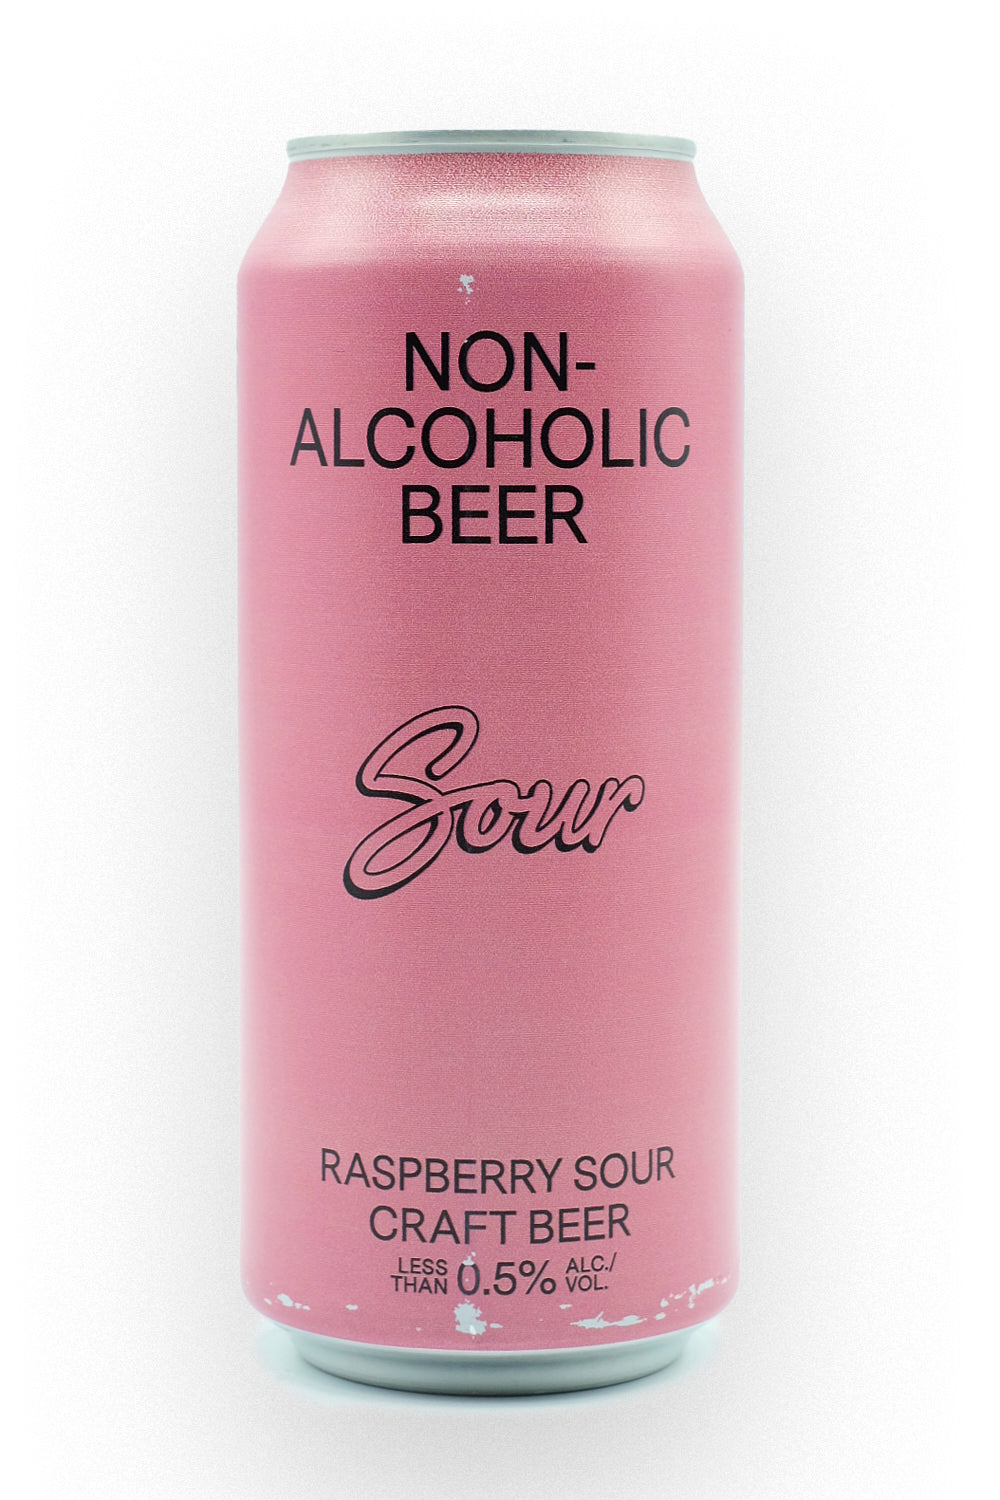 NON-
ALCOHOLIC
BEER
Sour
RASPBERRY SOUR
CRAFT BEER
LESS THAN 0.5% ALC./VOL.